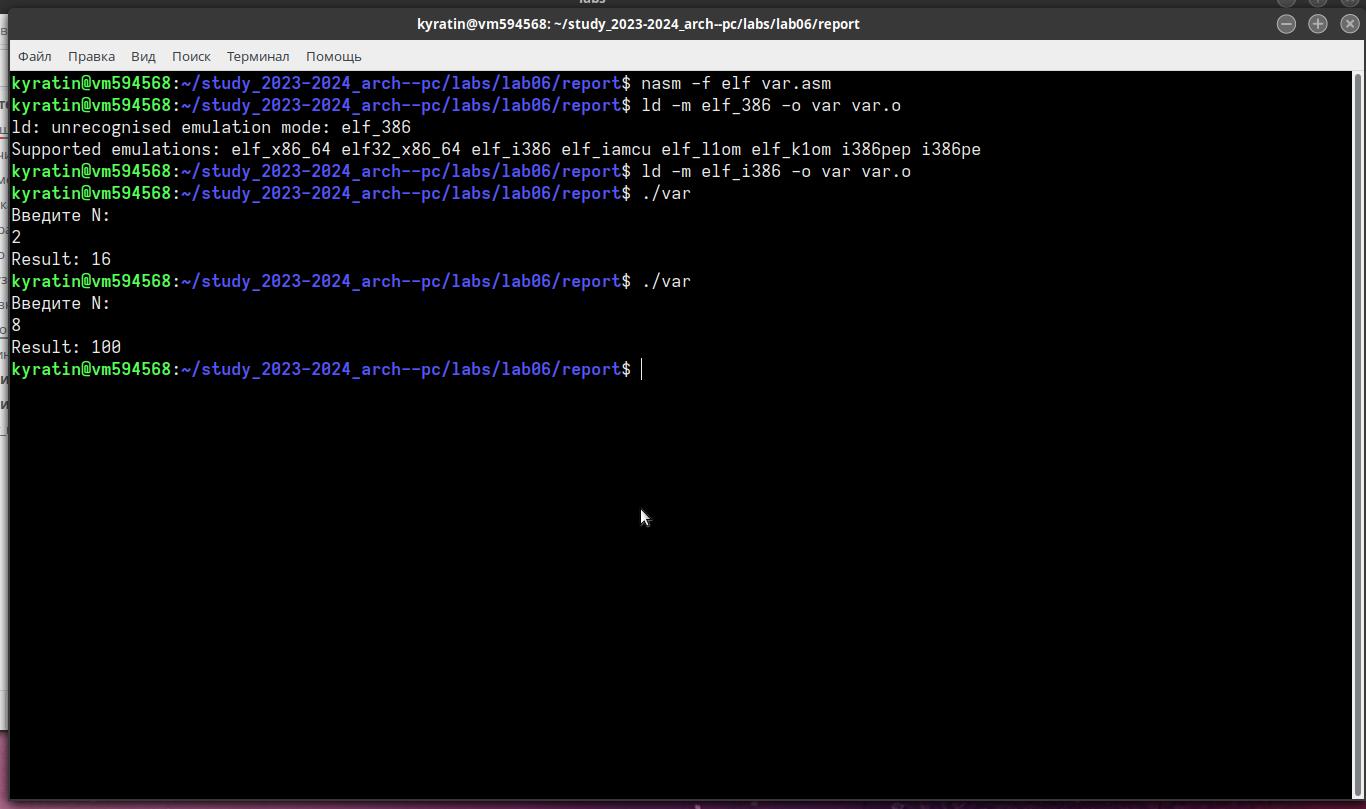 labs
kyratin@vm594568: ~/study_2023-2024_arch--pc/labs/lab06/report
Файл Правка Вид Поиск Терминал Помощь
kyratin@vm594568:~/study_2023-2024_arch--pc/labs/lab06/report$ nasm -f elf var.asm
kyratin@vm594568:~/study_2023-2024_arch--pc/labs/lab06/report$ ld -m elf_386 -o var var.o
ld: unrecognised emulation mode: elf_386
Supported emulations: elf_x86_64 elf32_x86_64 elf_i386 elf_iamcu elf_l1om elf_k1om i386pep i386pe
kyratin@vm594568:~/study_2023-2024_arch--pc/labs/lab06/report$ ld -m elf_i386 -o var var.o
kyratin@vm594568:~/study_2023-2024_arch--pc/labs/lab06/report$ ./var
Введите N:
2
Result: 16
kyratin@vm594568:~/study_2023-2024_arch--pc/labs/lab06/report$ ./var
Введите N:
8
Result: 100
kyratin@vm594568:~/study_2023-2024_arch--pc/labs/lab06/report$